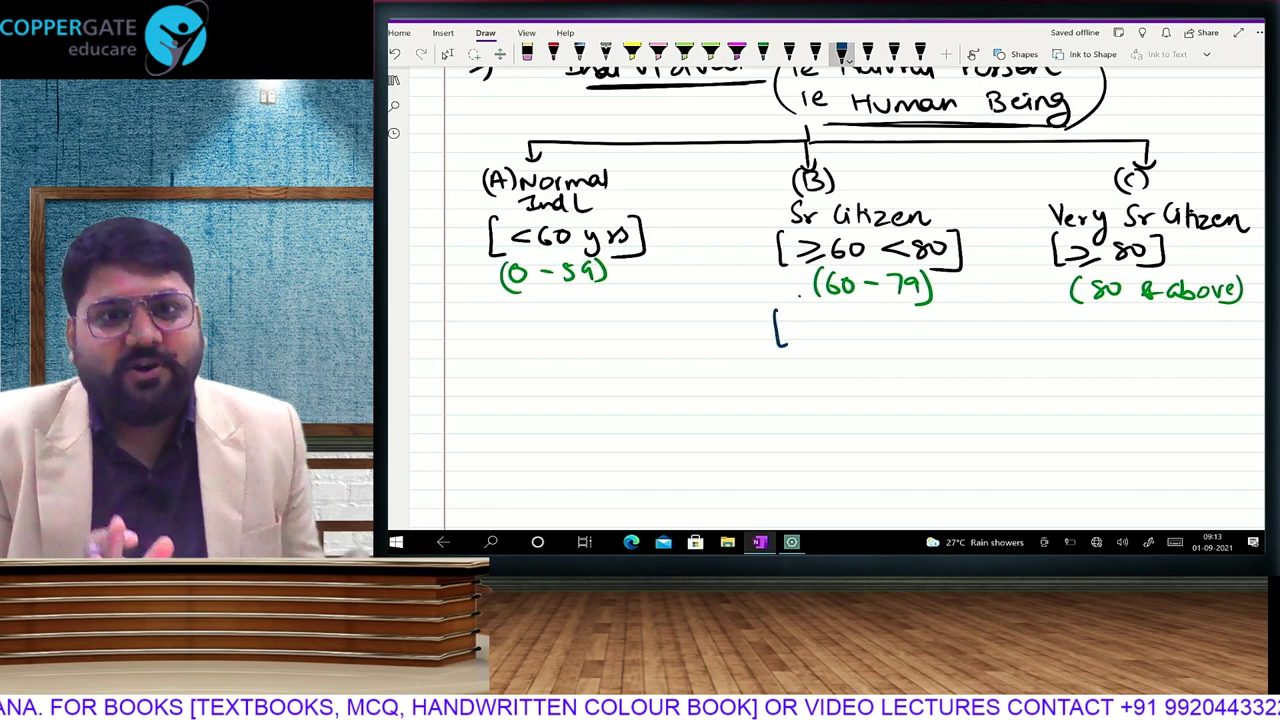 COPPERGATE
educare
Home Insert Draw View Help
Saved offline
Share
Shapes
Ink to Shape
Ink to Text
(ie
ie Human Being)
(A) Normal
Indl
[<60 yrs]
(0 - 59)
(B)
Sr Citizen
[≥60 <80]
(60 - 79)
[
(C)
Very Sr Citizen
[≥ 80]
(80 & above)
27°C Rain showers
09:13
01-09-2021
ANA. FOR BOOKS [TEXTBOOKS, MCQ, HANDWRITTEN COLOUR BOOK] OR VIDEO LECTURES CONTACT +91 992044332